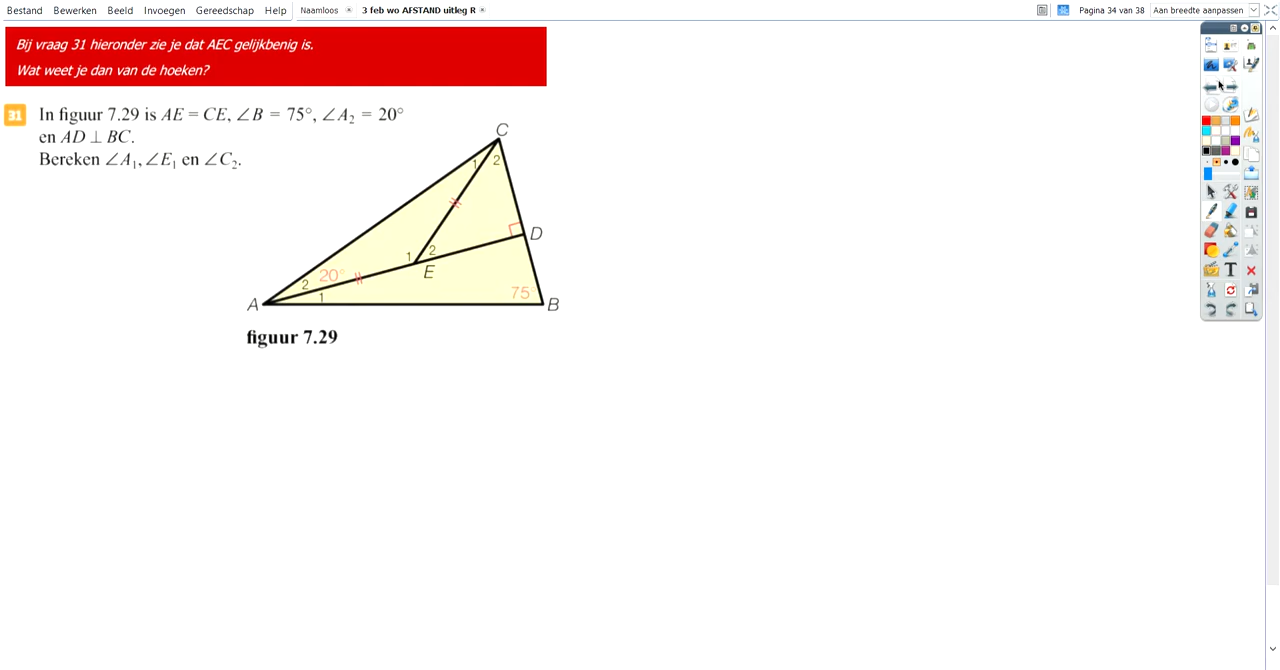 Bestand Bewerken Beeld Invoegen Gereedschap Help Naamloos 3 feb wo AFSTAND uitleg R Pagina 34 van 38 Aan breedte aanpassen
Bij vraag 31 hieronder zie je dat AEC gelijkbenig is.
Wat weet je dan van de hoeken?
31 In figuur 7.29 is AE = CE, ∠B = 75°, ∠A₂ = 20°
en AD ⊥ BC.
Bereken ∠A₁, ∠E₁ en ∠C₂.
C
1 2
D
1 2
E
20°
2
1
75°
A
B
figuur 7.29